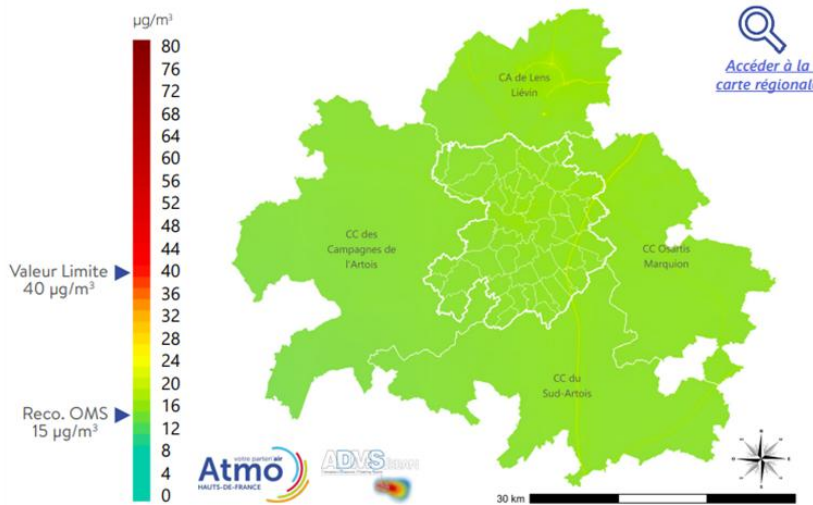 µg/m³
80
76
72
68
64
60
56
52
48
44
40
36
32
28
24
20
16
12
8
4
0
Valeur Limite
40 µg/m³
Reco. OMS
15 µg/m³
Accéder à la
carte régionale
CA de Lens
Liévin
CC des
Campagnes de
l'Artois
CC Osartis
Marquion
CC du
Sud-Artois
votre partenaire
Atmo
HAUTS-DE-FRANCE
ADMS
30 km